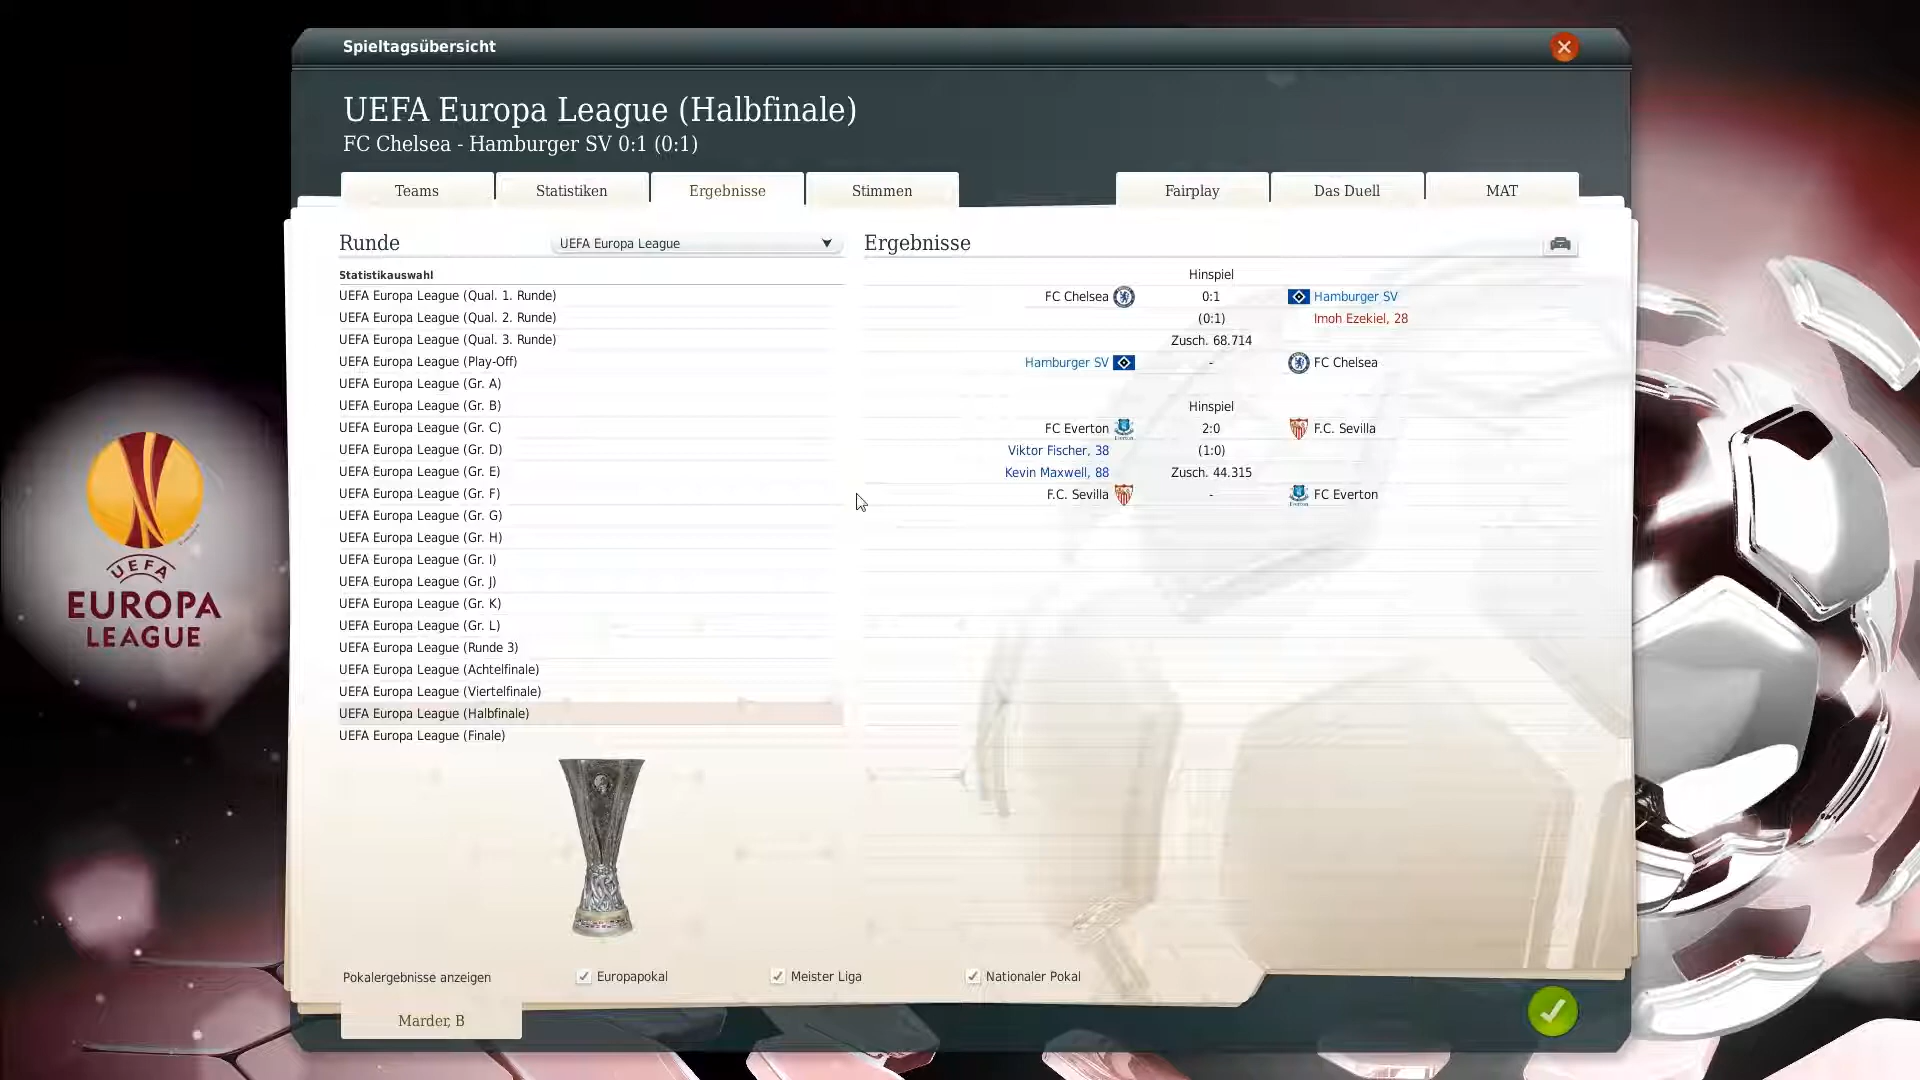 Spieltagsübersicht
UEFA Europa League (Halbfinale)
FC Chelsea - Hamburger SV 0:1 (0:1)
Teams
Statistiken
Ergebnisse
Stimmen
Fairplay
Das Duell
MAT
Runde
UEFA Europa League
Statistikauswahl
UEFA Europa League (Qual. 1. Runde)
UEFA Europa League (Qual. 2. Runde)
UEFA Europa League (Qual. 3. Runde)
UEFA Europa League (Play-Off)
UEFA Europa League (Gr. A)
UEFA Europa League (Gr. B)
UEFA Europa League (Gr. C)
UEFA Europa League (Gr. D)
UEFA Europa League (Gr. E)
UEFA Europa League (Gr. F)
UEFA Europa League (Gr. G)
UEFA Europa League (Gr. H)
UEFA Europa League (Gr. I)
UEFA Europa League (Gr. J)
UEFA Europa League (Gr. K)
UEFA Europa League (Gr. L)
UEFA Europa League (Runde 3)
UEFA Europa League (Achtelfinale)
UEFA Europa League (Viertelfinale)
UEFA Europa League (Halbfinale)
UEFA Europa League (Finale)
Ergebnisse
Hinspiel
FC Chelsea 0:1 Hamburger SV
(0:1) Imoh Ezekiel, 28
Zusch. 68.714
Hamburger SV - FC Chelsea
Hinspiel
FC Everton 2:0 F.C. Sevilla
Viktor Fischer, 38 (1:0)
Kevin Maxwell, 88 Zusch. 44.315
F.C. Sevilla - FC Everton
UEFA
EUROPA
LEAGUE
Pokalergebnisse anzeigen
Europapokal
Meister Liga
Nationaler Pokal
Marder, B